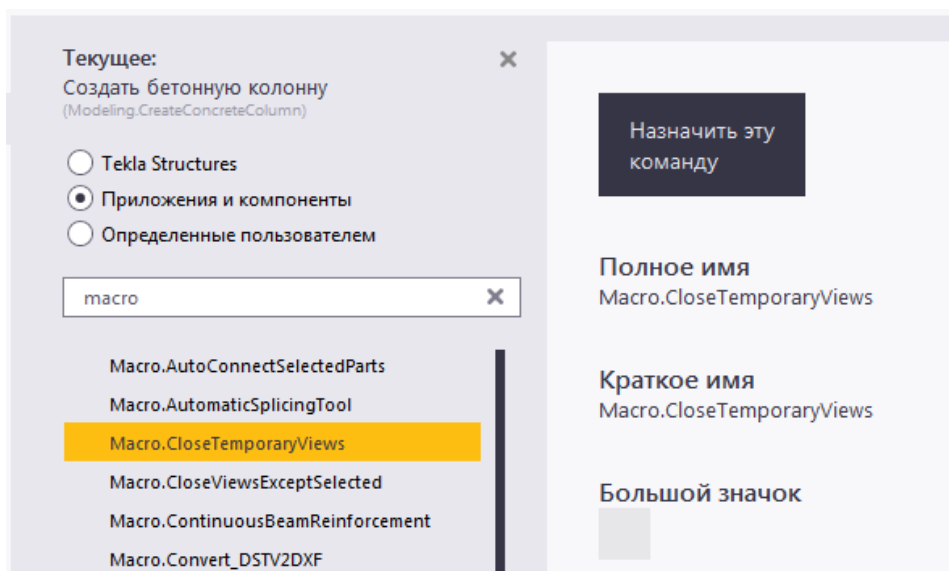 Текущее:
Создать бетонную колонну
(Modeling.CreateConcreteColumn)
Tekla Structures
Приложения и компоненты
Определенные пользователем
macro
Macro.AutoConnectSelectedParts
Macro.AutomaticSplicingTool
Macro.CloseTemporaryViews
Macro.CloseViewsExceptSelected
Macro.ContinuousBeamReinforcement
Macro.Convert_DSTV2DXF
Назначить эту
команду
Полное имя
Macro.CloseTemporaryViews
Краткое имя
Macro.CloseTemporaryViews
Большой значок